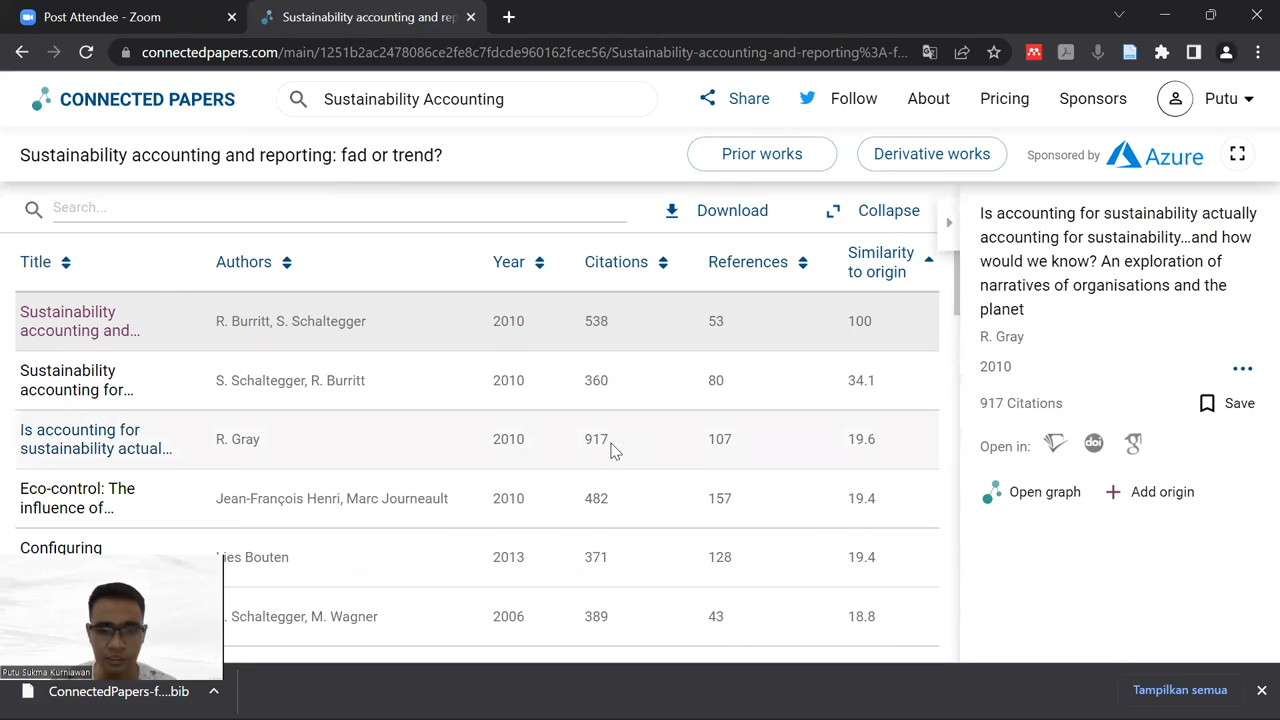 Post Attendee - Zoom
Sustainability accounting and rep
connectedpapers.com/main/1251b2ac2478086ce2fe8c7fdcde960162fcec56/Sustainability-accounting-and-reporting%3A-f...
CONNECTED PAPERS
Sustainability Accounting
Share
Follow
About
Pricing
Sponsors
Putu
Sustainability accounting and reporting: fad or trend?
Prior works
Derivative works
Sponsored by
Azure
Search...
Download
Collapse
Title
Authors
Year
Citations
References
Similarity
to origin
Sustainability
accounting and...
R. Burritt, S. Schaltegger
2010
538
53
100
Sustainability
accounting for...
S. Schaltegger, R. Burritt
2010
360
80
34.1
Is accounting for
sustainability actual...
R. Gray
2010
917
107
19.6
Eco-control: The
influence of...
Jean-François Henri, Marc Journeault
2010
482
157
19.4
Configuring
ies Bouten
2013
371
128
19.4
. Schaltegger, M. Wagner
2006
389
43
18.8
Is accounting for sustainability actually
accounting for sustainability…and how
would we know? An exploration of
narratives of organisations and the
planet
R. Gray
2010
917 Citations
Save
Open in:
doi
Open graph
Add origin
Putu Sukma Kurniawan
ConnectedPapers-f....bib
Tampilkan semua